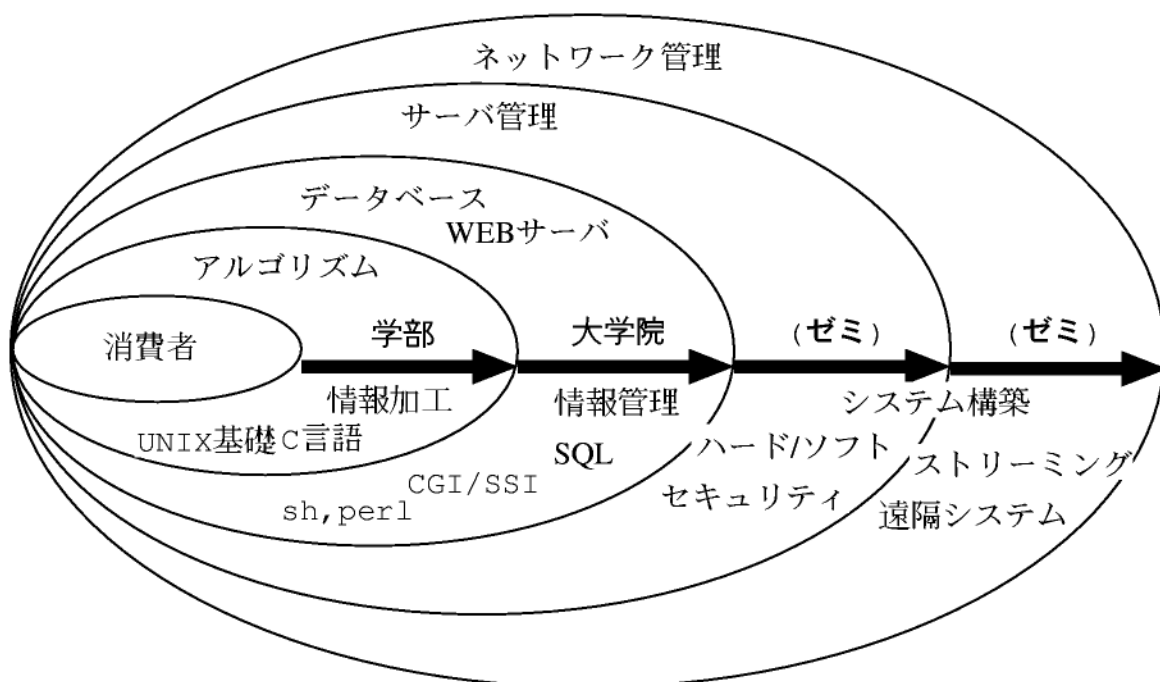 ネットワーク管理
サーバ管理
データベース
WEBサーバ
アルゴリズム
消費者
学部
大学院
(ゼミ)
(ゼミ)
情報加工
情報管理
システム構築
UNIX基礎 C言語
SQL
ハード/ソフト
ストリーミング
CGI/SSI
セキュリティ
sh,perl
遠隔システム